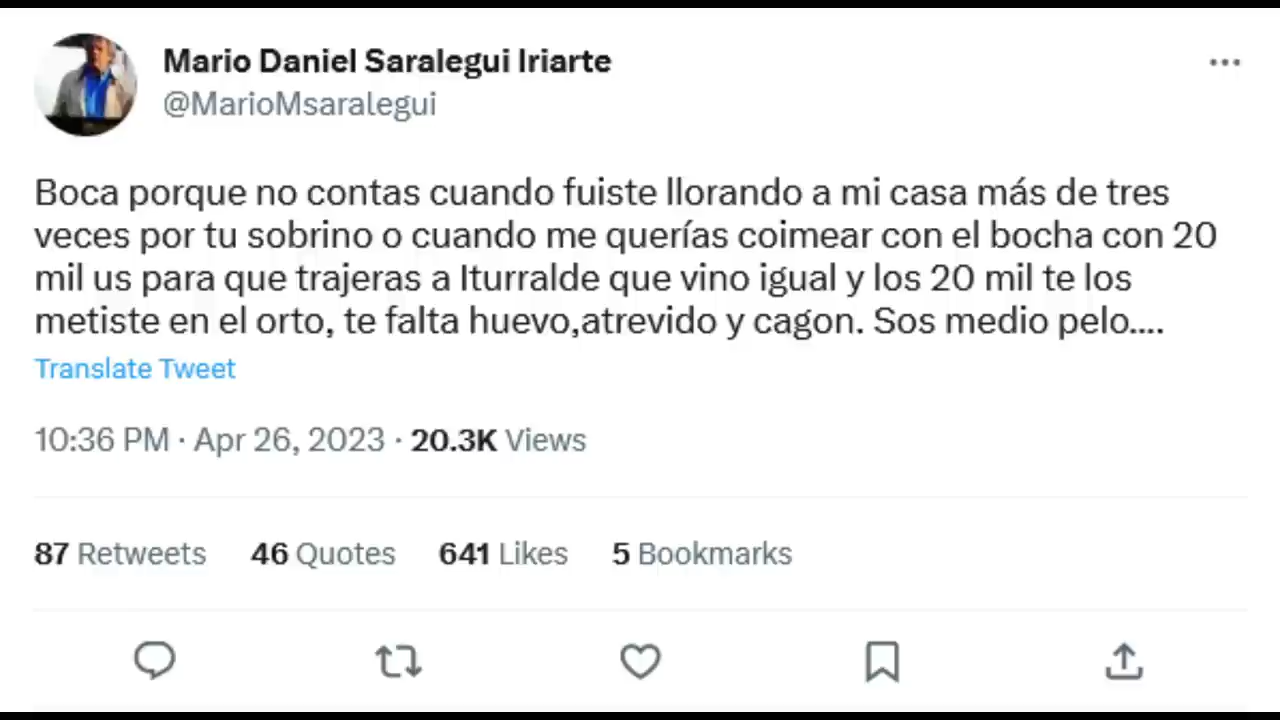 Mario Daniel Saralegui Iriarte
@MarioMsaralegui
Boca porque no contas cuando fuiste llorando a mi casa más de tres
veces por tu sobrino o cuando me querías coimear con el bocha con 20
mil us para que trajeras a Iturralde que vino igual y los 20 mil te los
metiste en el orto, te falta huevo,atrevido y cagon. Sos medio pelo....
Translate Tweet
10:36 PM · Apr 26, 2023 · 20.3K Views
87 Retweets 46 Quotes 641 Likes 5 Bookmarks